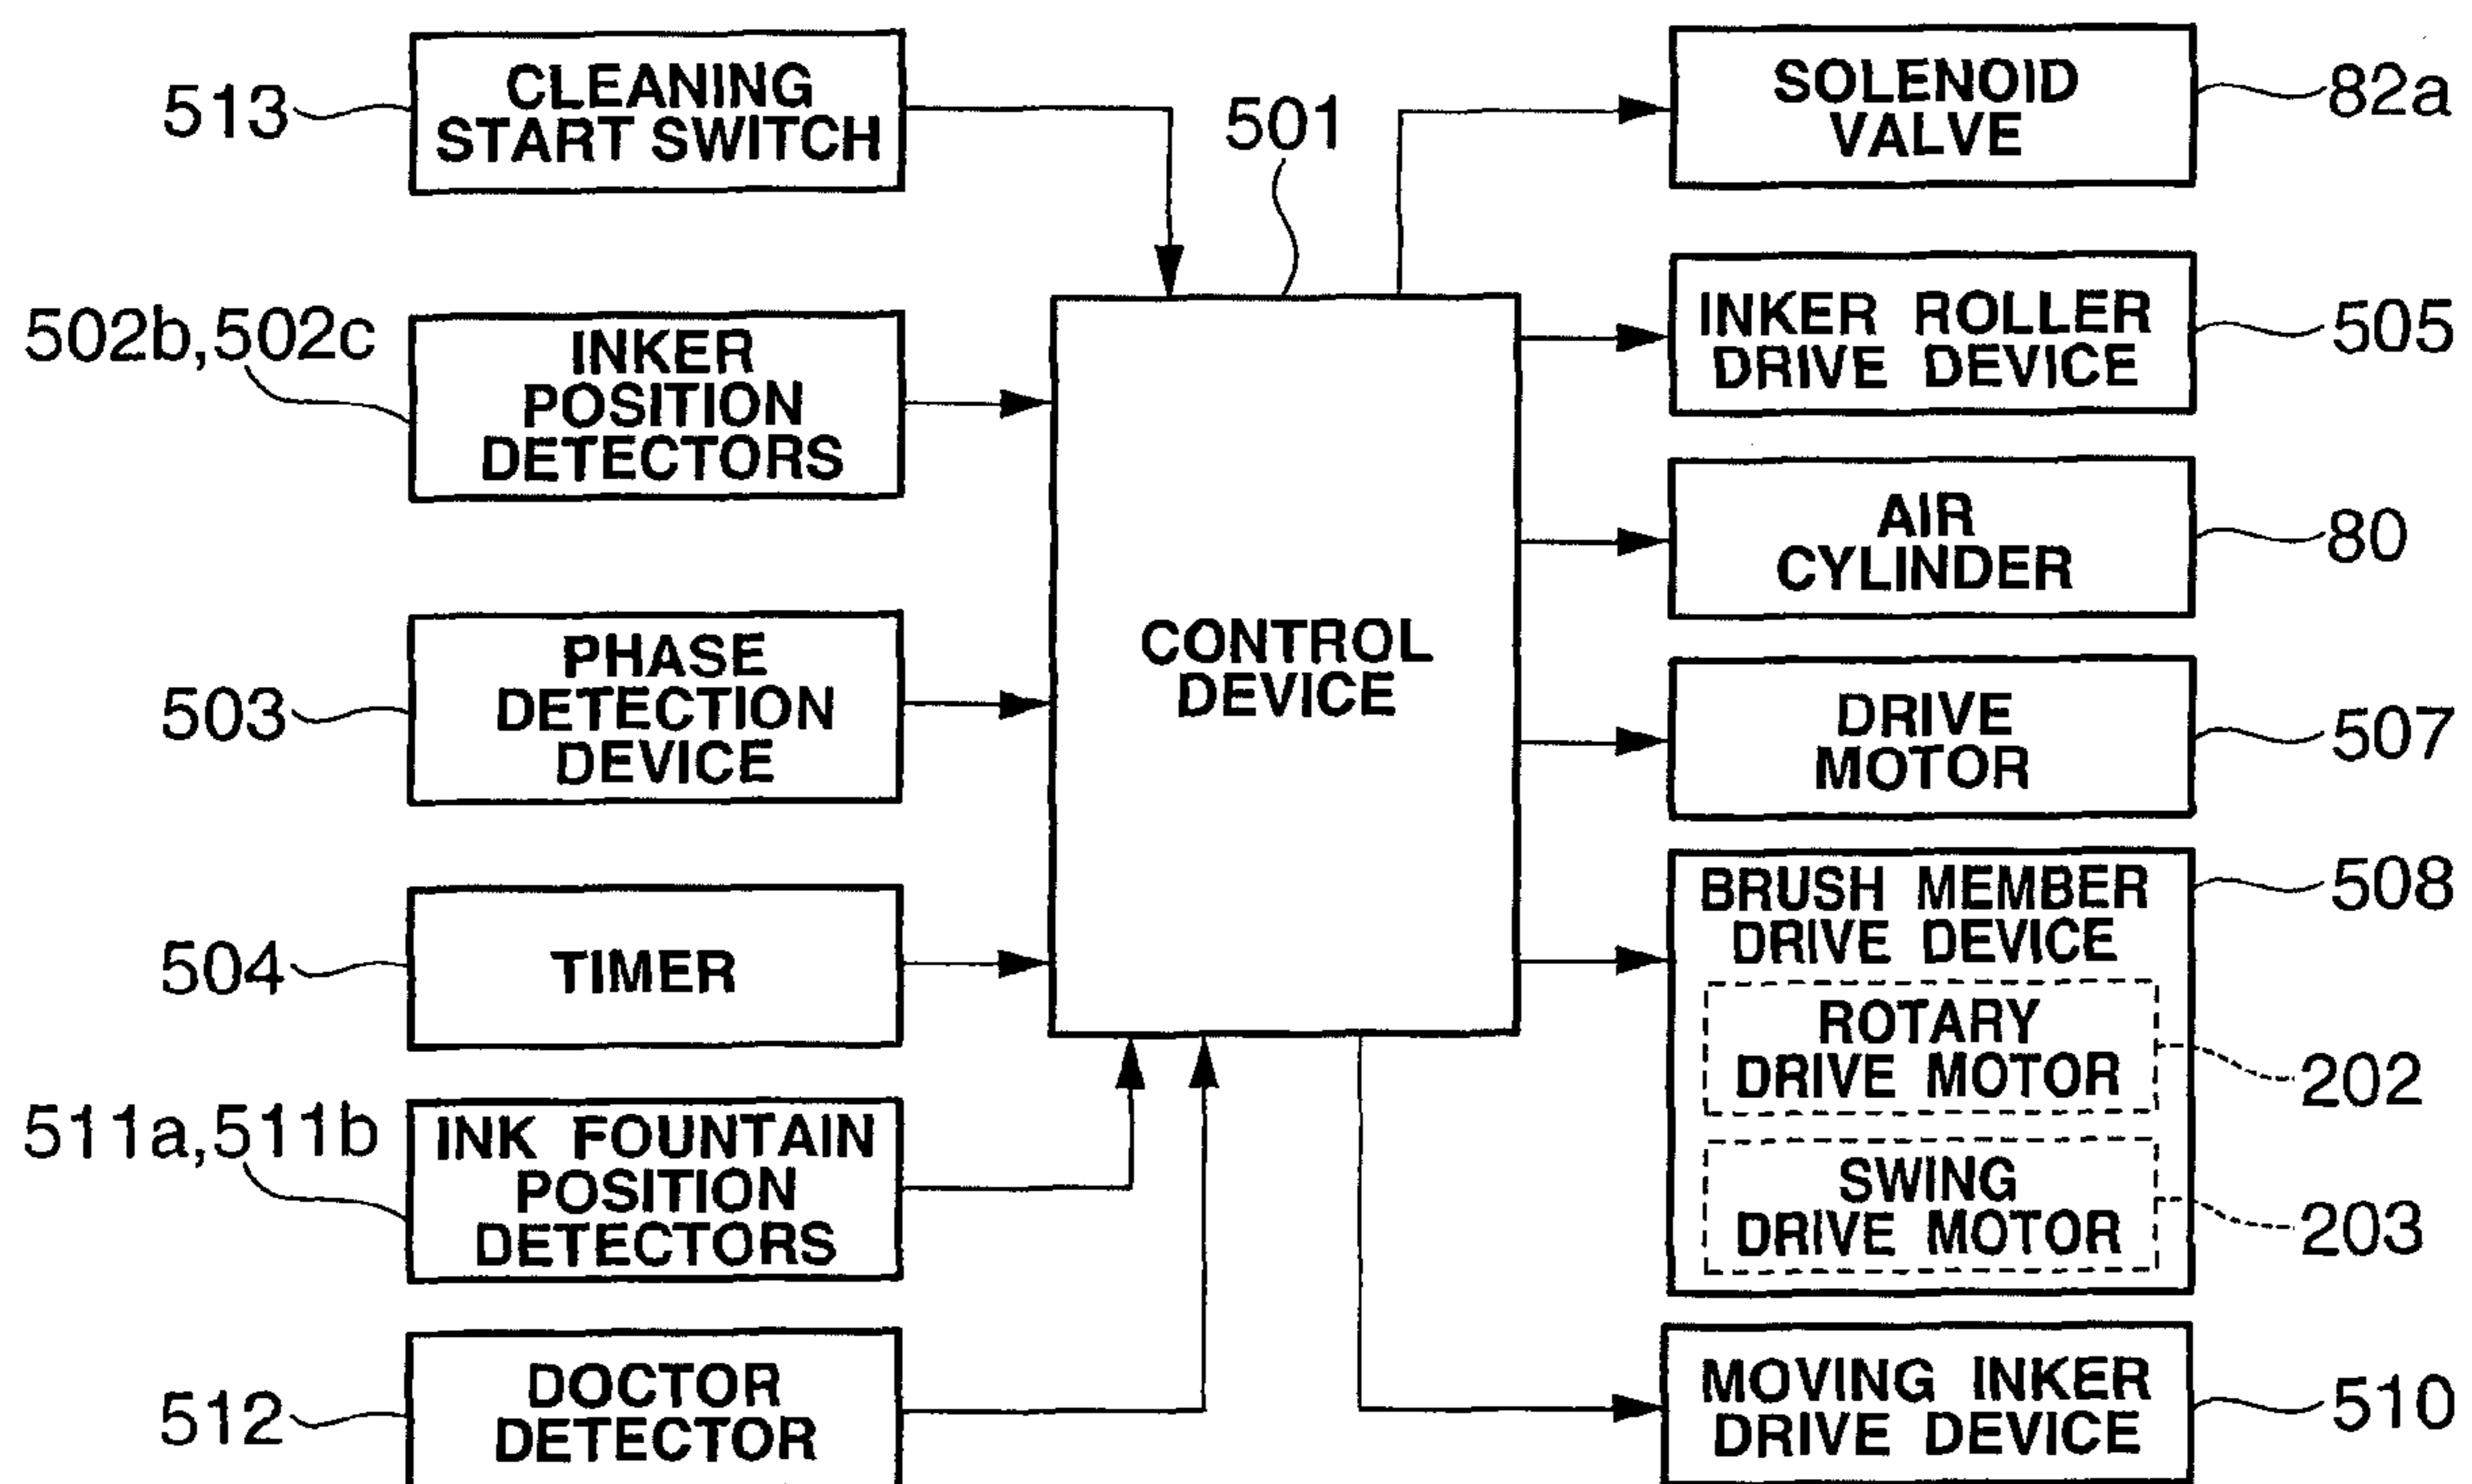 513
CLEANING
START SWITCH
502b,502c
INKER
POSITION
DETECTORS
503
PHASE
DETECTION
DEVICE
504
TIMER
511a,511b
INK FOUNTAIN
POSITION
DETECTORS
512
DOCTOR
DETECTOR
501
CONTROL
DEVICE
SOLENOID
VALVE
82a
INKER ROLLER
DRIVE DEVICE
505
AIR
CYLINDER
80
DRIVE
MOTOR
507
BRUSH MEMBER
DRIVE DEVICE
508
ROTARY
DRIVE MOTOR
202
SWING
DRIVE MOTOR
203
MOVING INKER
DRIVE DEVICE
510